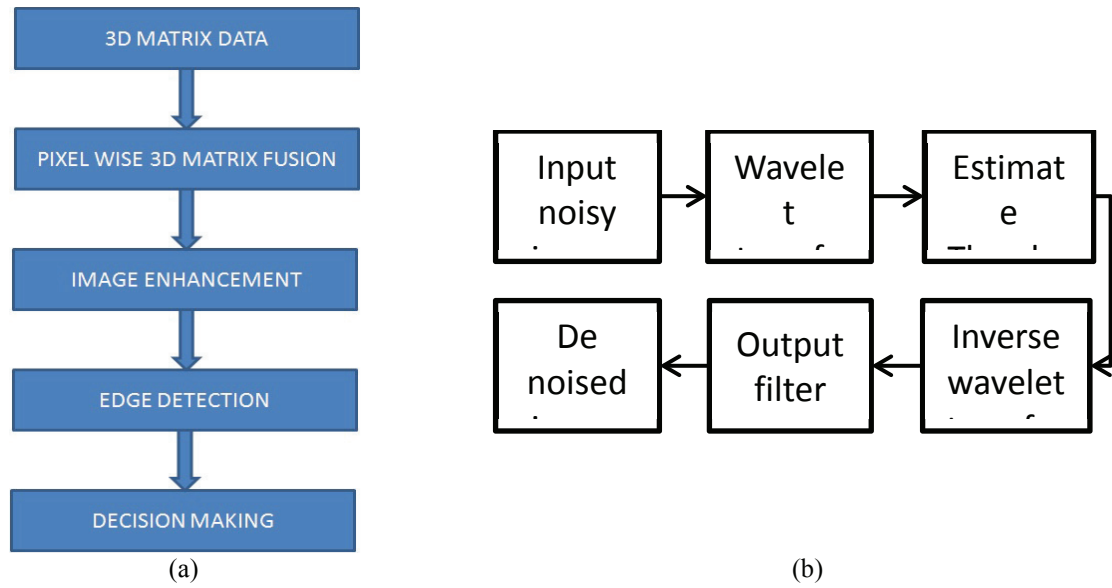 3D MATRIX DATA
PIXEL WISE 3D MATRIX FUSION
IMAGE ENHANCEMENT
EDGE DETECTION
DECISION MAKING
(a)
Input
noisy
Wavele
t
Estimat
e
Inverse
wavelet
Output
filter
De
noised
(b)